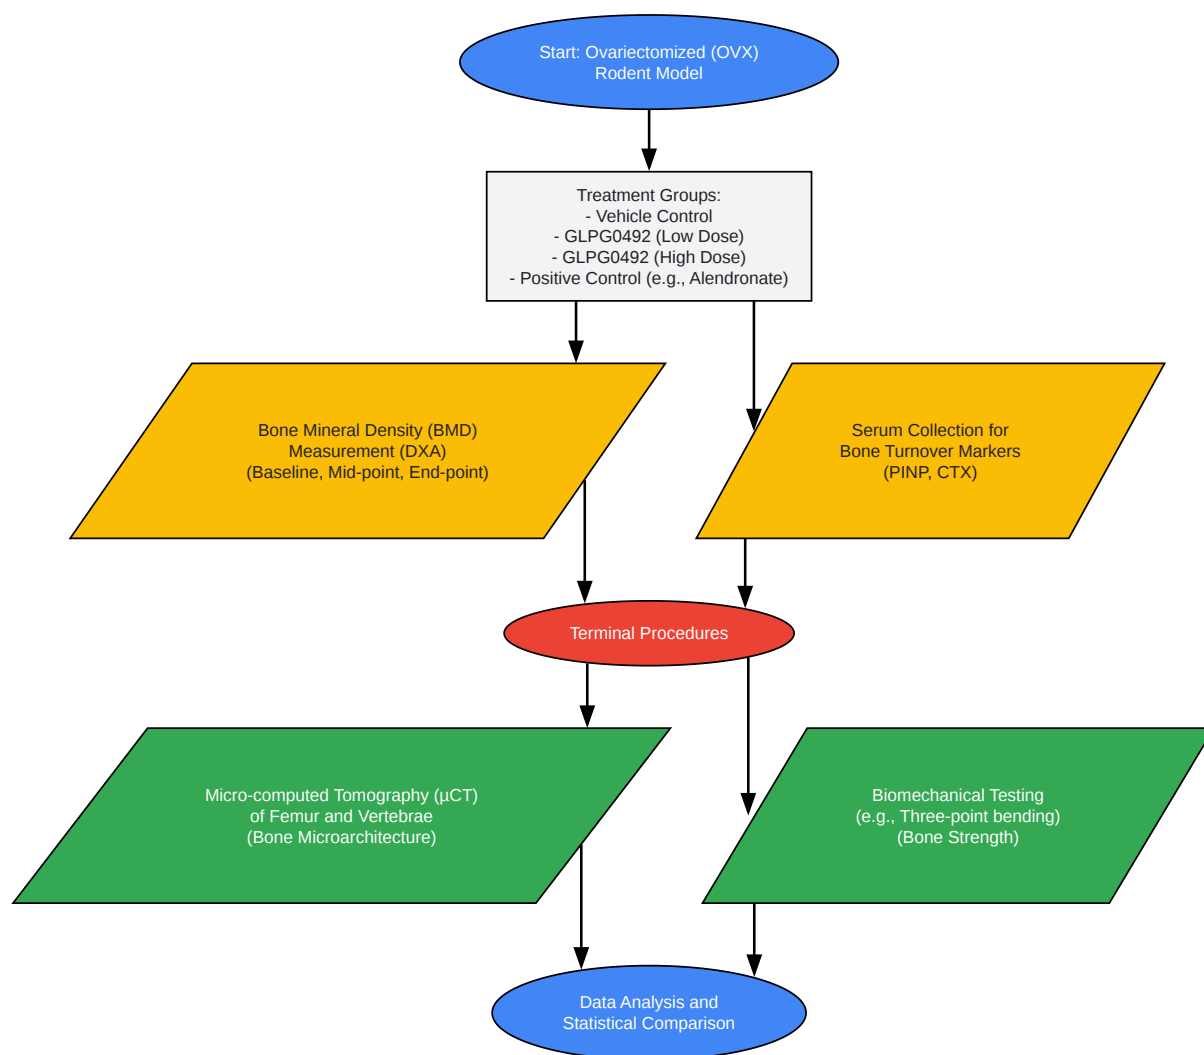 Start: Ovariectomized (OVX)
Rodent Model
Treatment Groups:
- Vehicle Control
- GLPG0492 (Low Dose)
- GLPG0492 (High Dose)
- Positive Control (e.g., Alendronate)
Bone Mineral Density (BMD)
Measurement (DXA)
(Baseline, Mid-point, End-point)
Serum Collection for
Bone Turnover Markers
(PINP, CTX)
Terminal Procedures
Micro-computed Tomography (µCT)
of Femur and Vertebrae
(Bone Microarchitecture)
Biomechanical Testing
(e.g., Three-point bending)
(Bone Strength)
Data Analysis and
Statistical Comparison